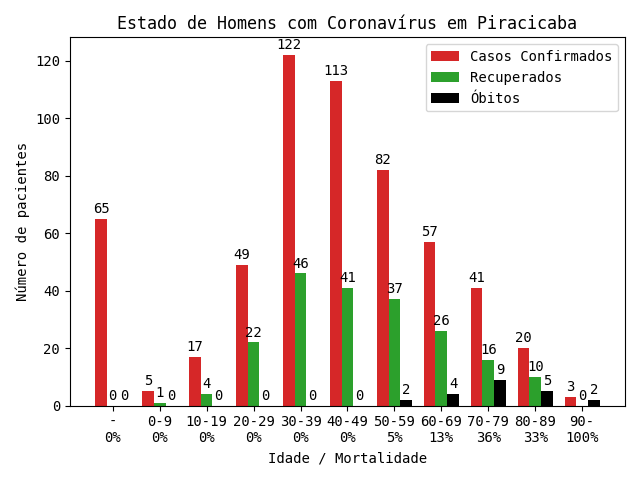 Estado de Homens com Coronavírus em Piracicaba
Casos Confirmados
Recuperados
Óbitos
Número de pacientes
120
100
80
60
40
20
0
65 0 0
5 1 0
17 4 0
49 22 0
122 46 0
113 41 0
82 37 2
57 26 4
41 16 9
20 10 5
3 0 2
- 0-9 10-19 20-29 30-39 40-49 50-59 60-69 70-79 80-89 90-
0% 0% 0% 0% 0% 0% 5% 13% 36% 33% 100%
Idade / Mortalidade